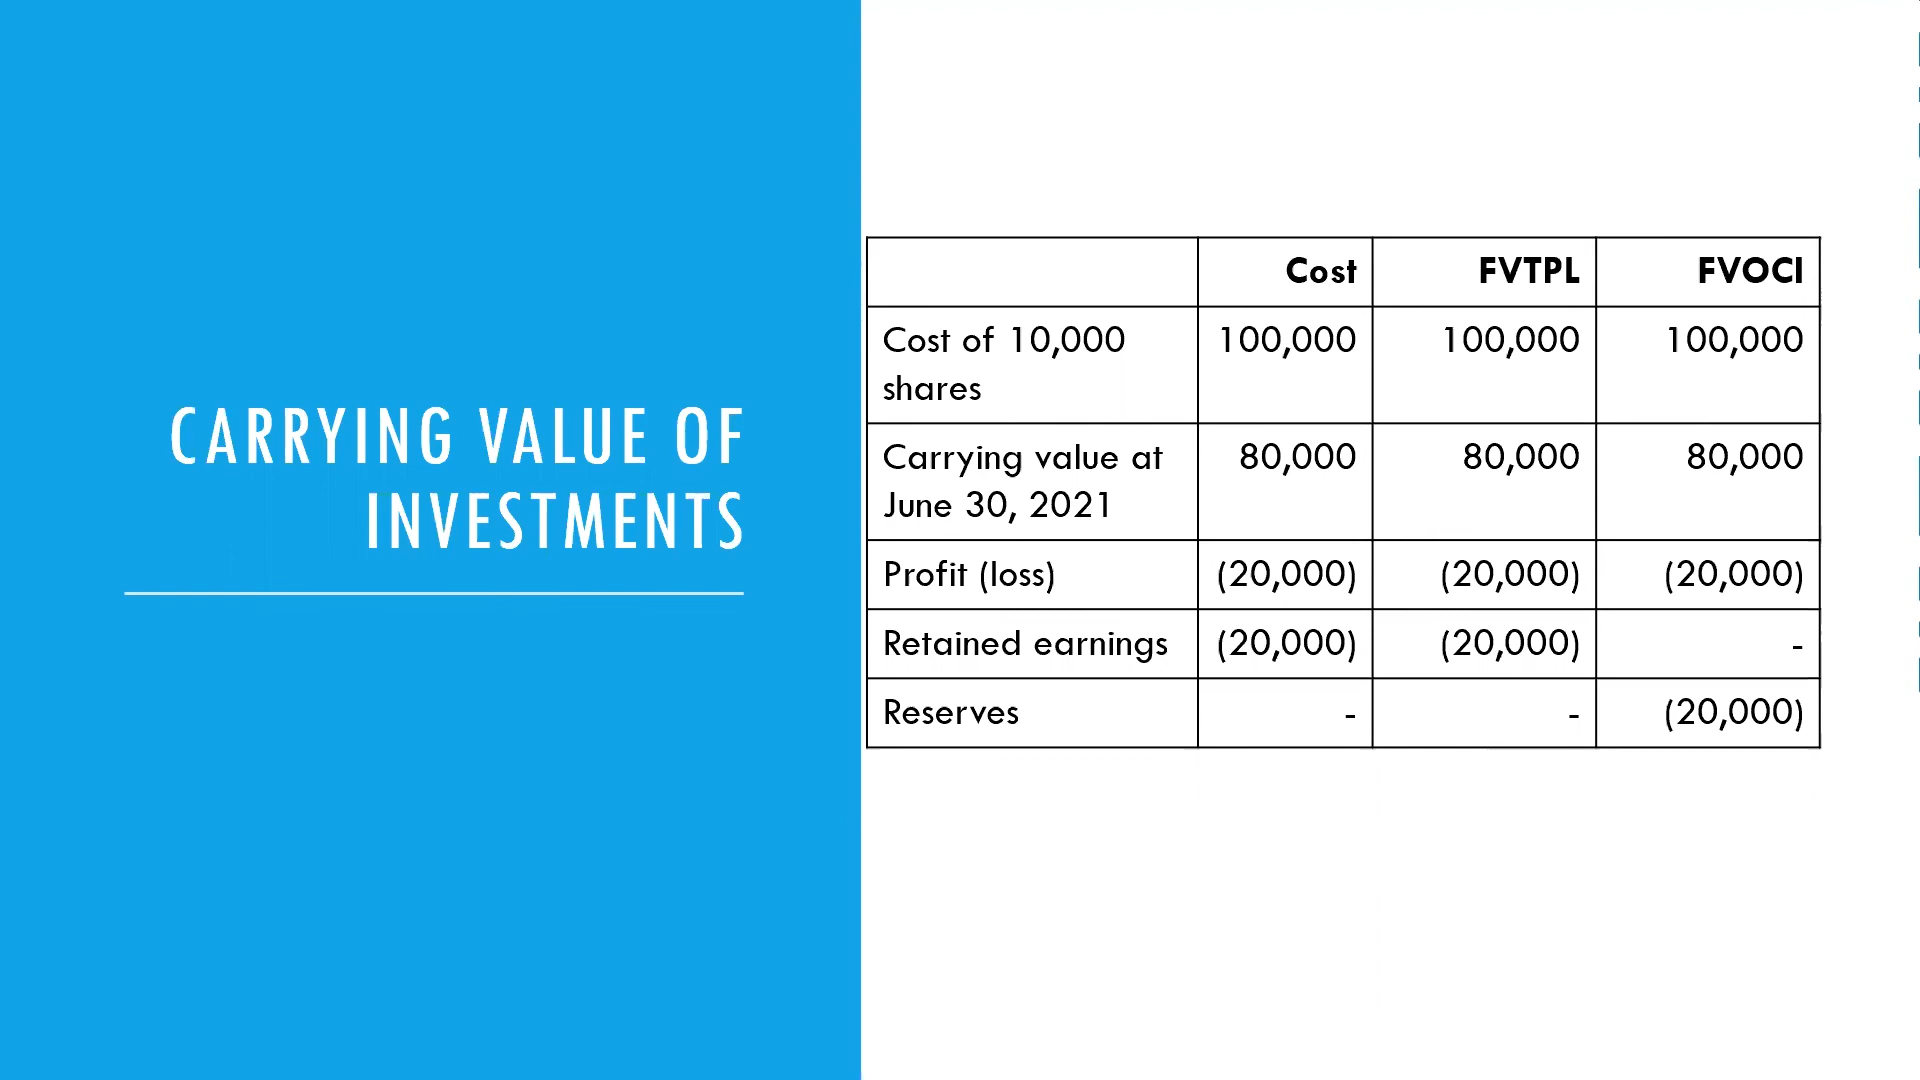 CARRYING VALUE OF
INVESTMENTS
Cost FVTPL FVOCI
Cost of 10,000 shares 100,000 100,000 100,000
Carrying value at June 30, 2021 80,000 80,000 80,000
Profit (loss) (20,000) (20,000) (20,000)
Retained earnings (20,000) (20,000) -
Reserves - - (20,000)